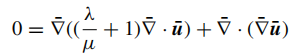 0 = ∇̄((λ/μ + 1)∇̄ · ū) + ∇̄ · (∇̄ū)